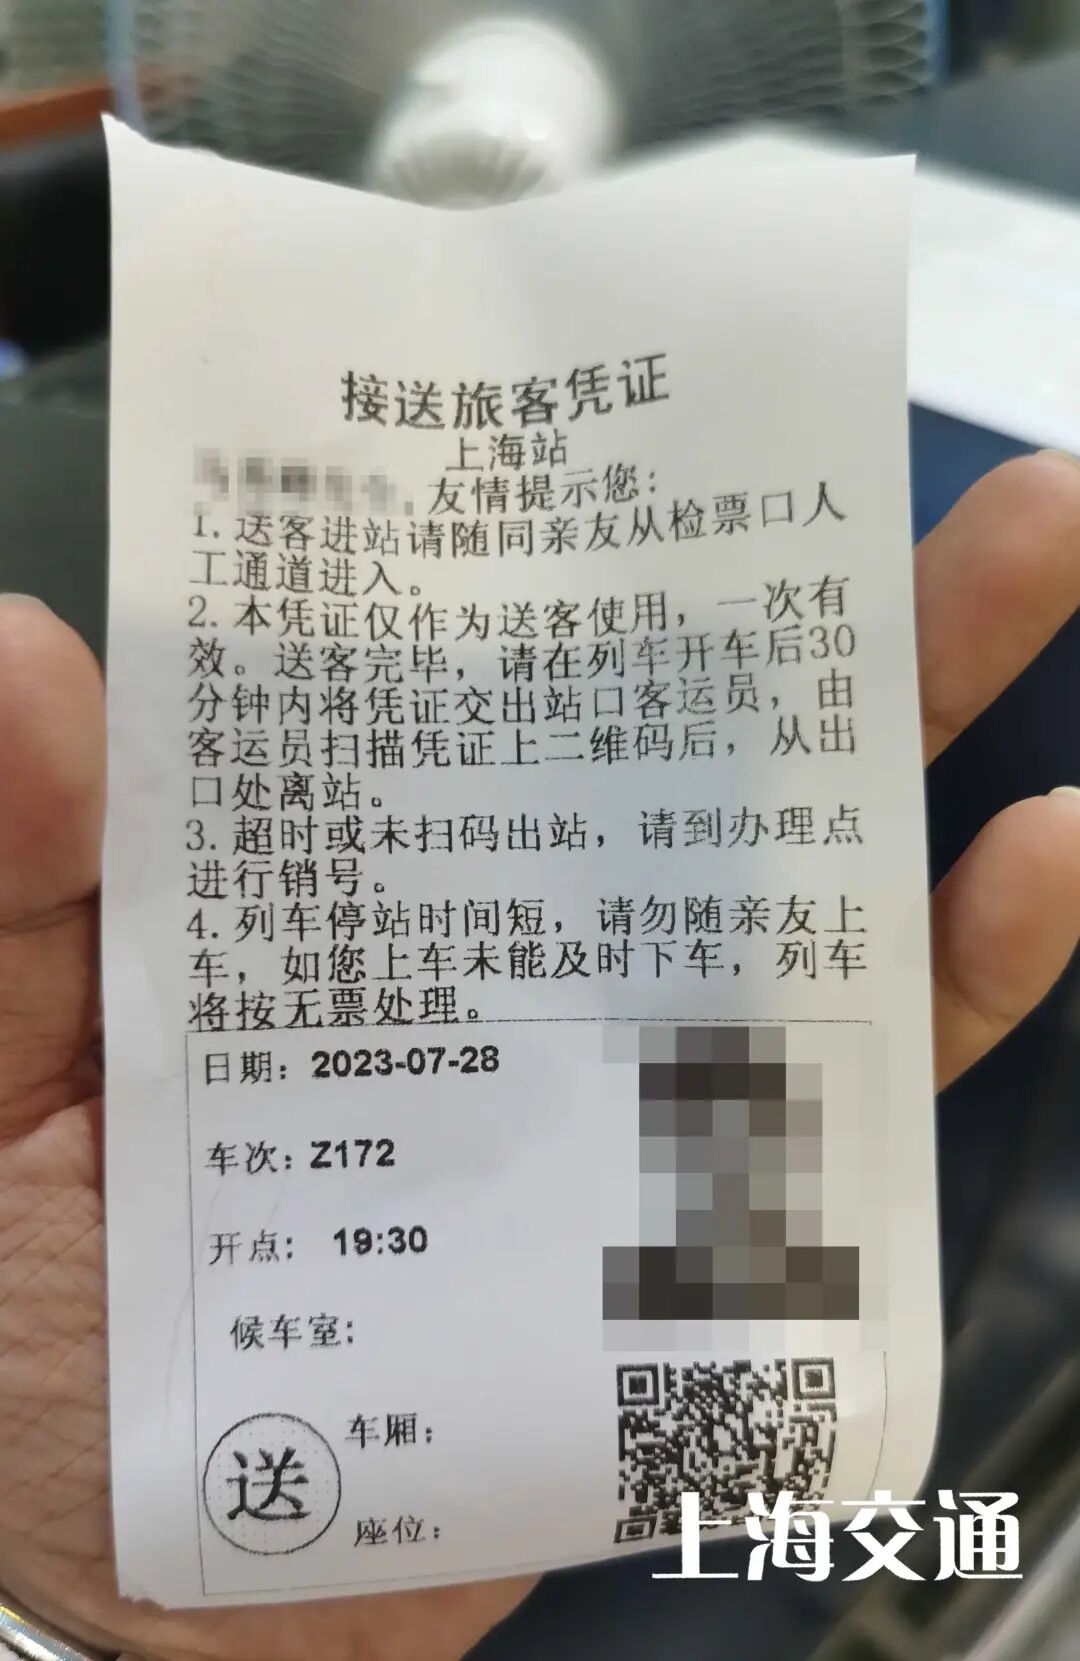 接送旅客凭证
上海站
,友情提示您:
1.送客进站请随同亲友从检票口人
工通道进入。
2.本凭证仅作为送客使用,一次有
效。送客完毕,请在列车开车后30
分钟内将凭证交出站口客运员,由
客运员扫描凭证上二维码后,从出
口处离站。
3.超时或未扫码出站,请到办理点
进行销号。
4.列车停站时间短,请勿随亲友上
车,如您上车未能及时下车,列车
将按无票处理。
日期:2023-07-28
车次:Z172
开点: 19:30
候车室:
车厢:
送
座位:
上海交通